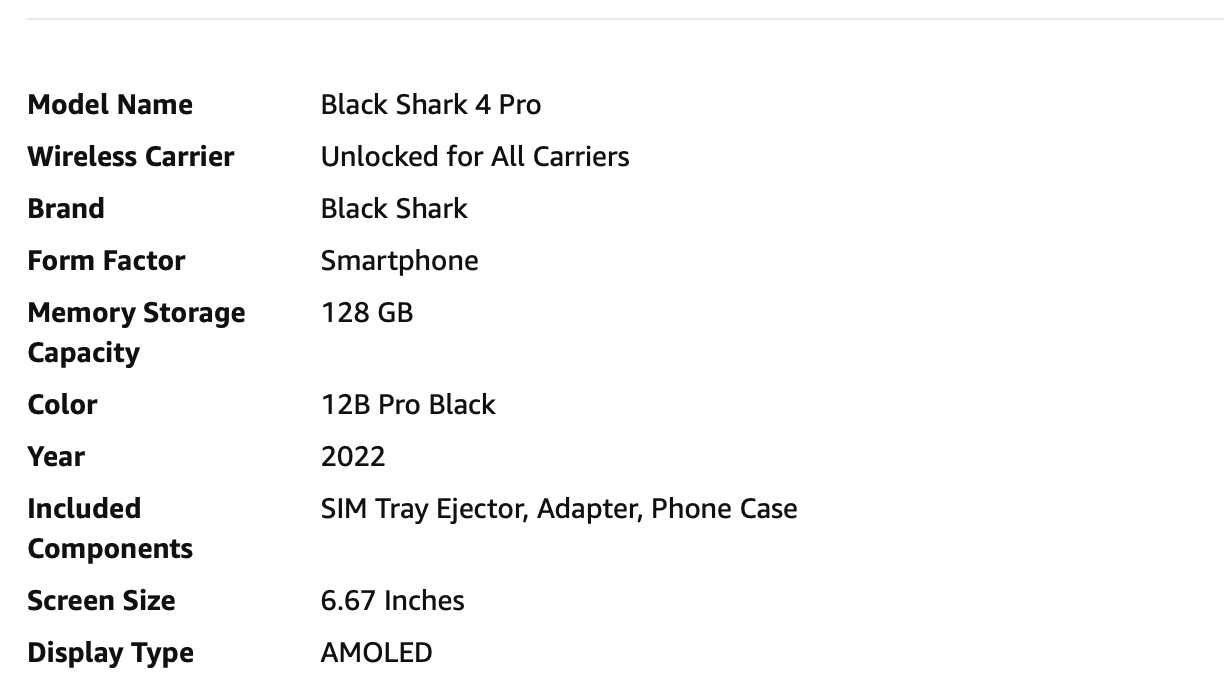 Model Name Black Shark 4 Pro
Wireless Carrier Unlocked for All Carriers
Brand Black Shark
Form Factor Smartphone
Memory Storage 128 GB
Capacity
Color 12B Pro Black
Year 2022
Included SIM Tray Ejector, Adapter, Phone Case
Components
Screen Size 6.67 Inches
Display Type AMOLED